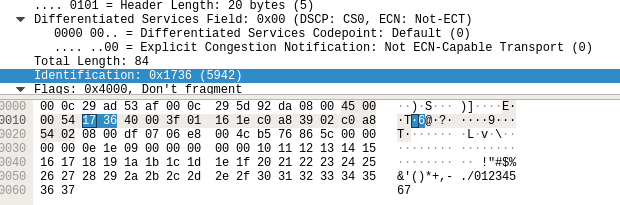 .... 0101 = Header Length: 20 bytes (5)
Differentiated Services Field: 0x00 (DSCP: CS0, ECN: Not-ECT)
0000 00.. = Differentiated Services Codepoint: Default (0)
.... ..00 = Explicit Congestion Notification: Not ECN-Capable Transport (0)
Total Length: 84
Identification: 0x1736 (5942)
Flags: 0x4000, Don't fragment
0000 00 0c 29 ad 53 af 00 0c 29 5d 92 da 08 00 45 00 ··)·S··· )]····E·
0010 00 54 17 36 40 00 3f 01 16 1e c0 a8 39 02 c0 a8 ·T·6@·?· ····9···
0020 54 02 08 00 df 07 06 e8 00 4c b5 76 86 5c 00 00 T······· ·L·v·\··
0030 00 00 0e 1e 09 00 00 00 00 00 10 11 12 13 14 15 ········ ········
0040 16 17 18 19 1a 1b 1c 1d 1e 1f 20 21 22 23 24 25 ········ ·· !"#$%
0050 26 27 28 29 2a 2b 2c 2d 2e 2f 30 31 32 33 34 35 &'()*+,- ./012345
0060 36 37 67